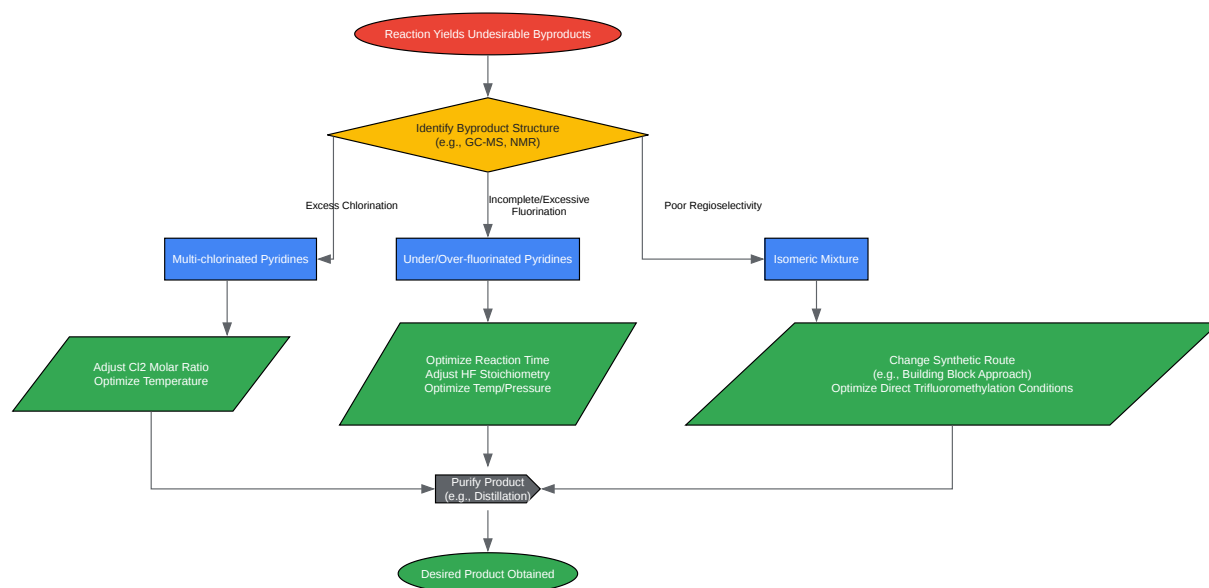 Reaction Yields Undesirable Byproducts
Identify Byproduct Structure
(e.g., GC-MS, NMR)
Excess Chlorination
Incomplete/Excessive
Fluorination
Poor Regioselectivity
Multi-chlorinated Pyridines
Under/Over-fluorinated Pyridines
Isomeric Mixture
Adjust Cl2 Molar Ratio
Optimize Temperature
Optimize Reaction Time
Adjust HF Stoichiometry
Optimize Temp/Pressure
Change Synthetic Route
(e.g., Building Block Approach)
Optimize Direct Trifluoromethylation Conditions
Purify Product
(e.g., Distillation)
Desired Product Obtained